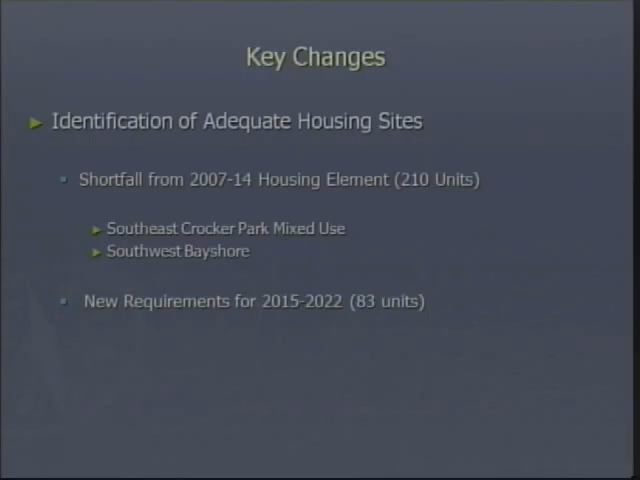 Key Changes
Identification of Adequate Housing Sites
Shortfall from 2007-14 Housing Element (210 Units)
Southeast Crocker Park Mixed Use
Southwest Bayshore
New Requirements for 2015-2022 (83 units)